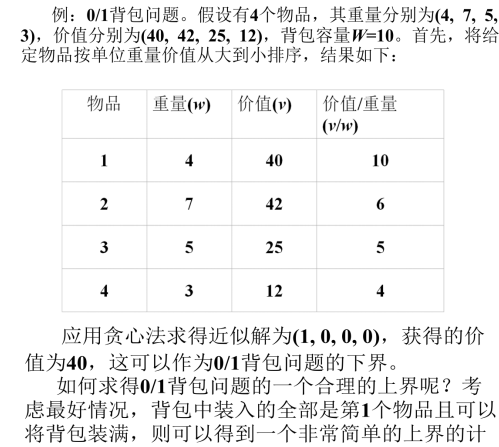 例：0/1背包问题。假设有4个物品，其重量分别为(4, 7, 5,
3)，价值分别为(40, 42, 25, 12)，背包容量W=10。首先，将给
定物品按单位重量价值从大到小排序，结果如下：
物品 重量(w) 价值(v) 价值/重量
(v/w)
1 4 40 10
2 7 42 6
3 5 25 5
4 3 12 4
应用贪心法求得近似解为(1, 0, 0, 0)，获得的价
值为40，这可以作为0/1背包问题的下界。
如何求得0/1背包问题的一个合理的上界呢？考
虑最好情况，背包中装入的全部是第1个物品且可以
将背包装满，则可以得到一个非常简单的上界的计